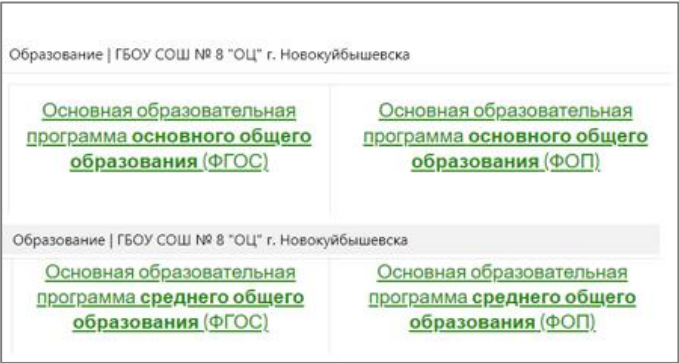 Образование | ГБОУ СОШ № 8 "ОЦ" г. Новокуйбышевска
Основная образовательная
программа основного общего
образования (ФГОС)
Основная образовательная
программа основного общего
образования (ФОП)
Образование | ГБОУ СОШ № 8 "ОЦ" г. Новокуйбышевска
Основная образовательная
программа среднего общего
образования (ФГОС)
Основная образовательная
программа среднего общего
образования (ФОП)